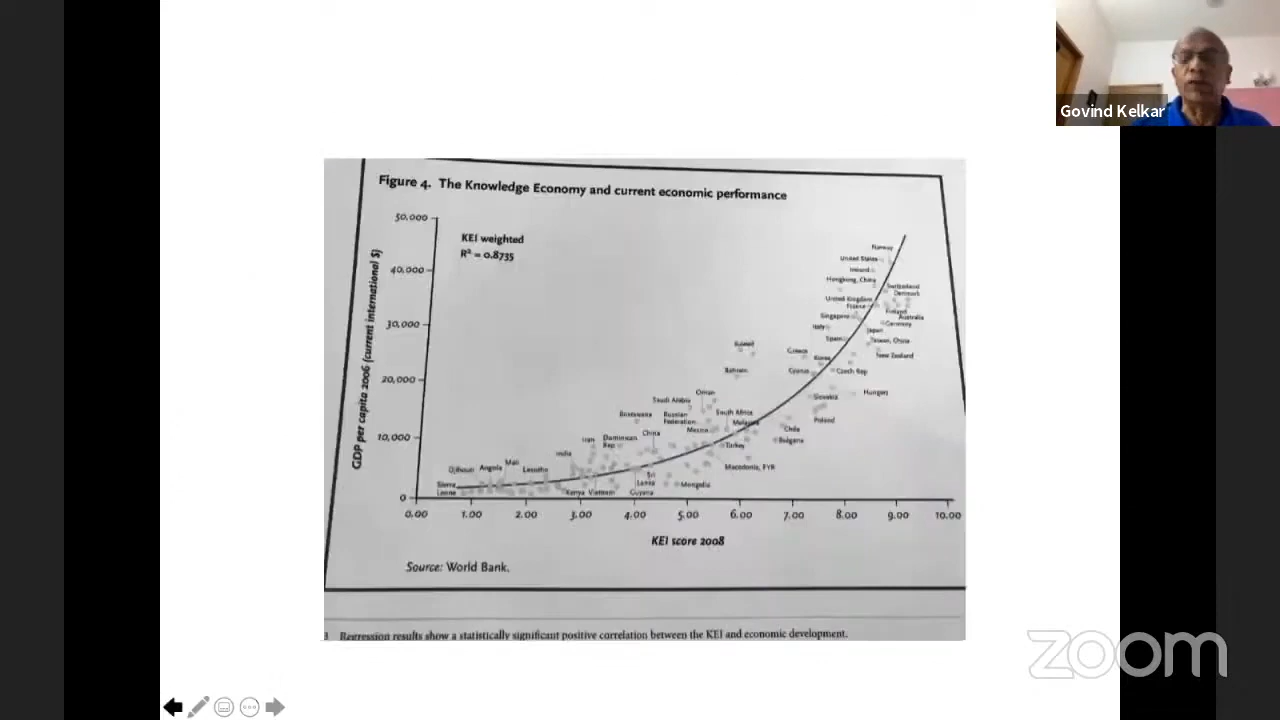 Govind Kelkar
Figure 4. The Knowledge Economy and current economic performance
50,000
KEI weighted
R² = 0.8735
Norway
United States
Ireland
40,000
Hongkong, China
Switzerland
Denmark
United Kingdom
France
Finland
Singapore
Australia
Germany
30,000
Italy
Japan
Spain
Taiwan, China
Kuwait
Greece
New Zealand
Korea
Bahrain
Cyprus
Czech Rep
20,000
Oman
Hungary
Saudi Arabia
Slovakia
Botswana
Russian
Federation
South Africa
Malaysia
Poland
Mexico
Chile
10,000
Iran
Dominican
Rep
China
Bulgaria
Turkey
India
Djibouti
Angola
Mali
Lesotho
Macedonia, FYR
Sri
Lanka
Mongolia
Sierra
Leone
Kenya
Vietnam
Guyana
0
GDP per capita 2006 (current international $)
0.00 1.00 2.00 3.00 4.00 5.00 6.00 7.00 8.00 9.00 10.00
KEI score 2008
Source: World Bank.
3 Regression results show a statistically significant positive correlation between the KEI and economic development.
zoom